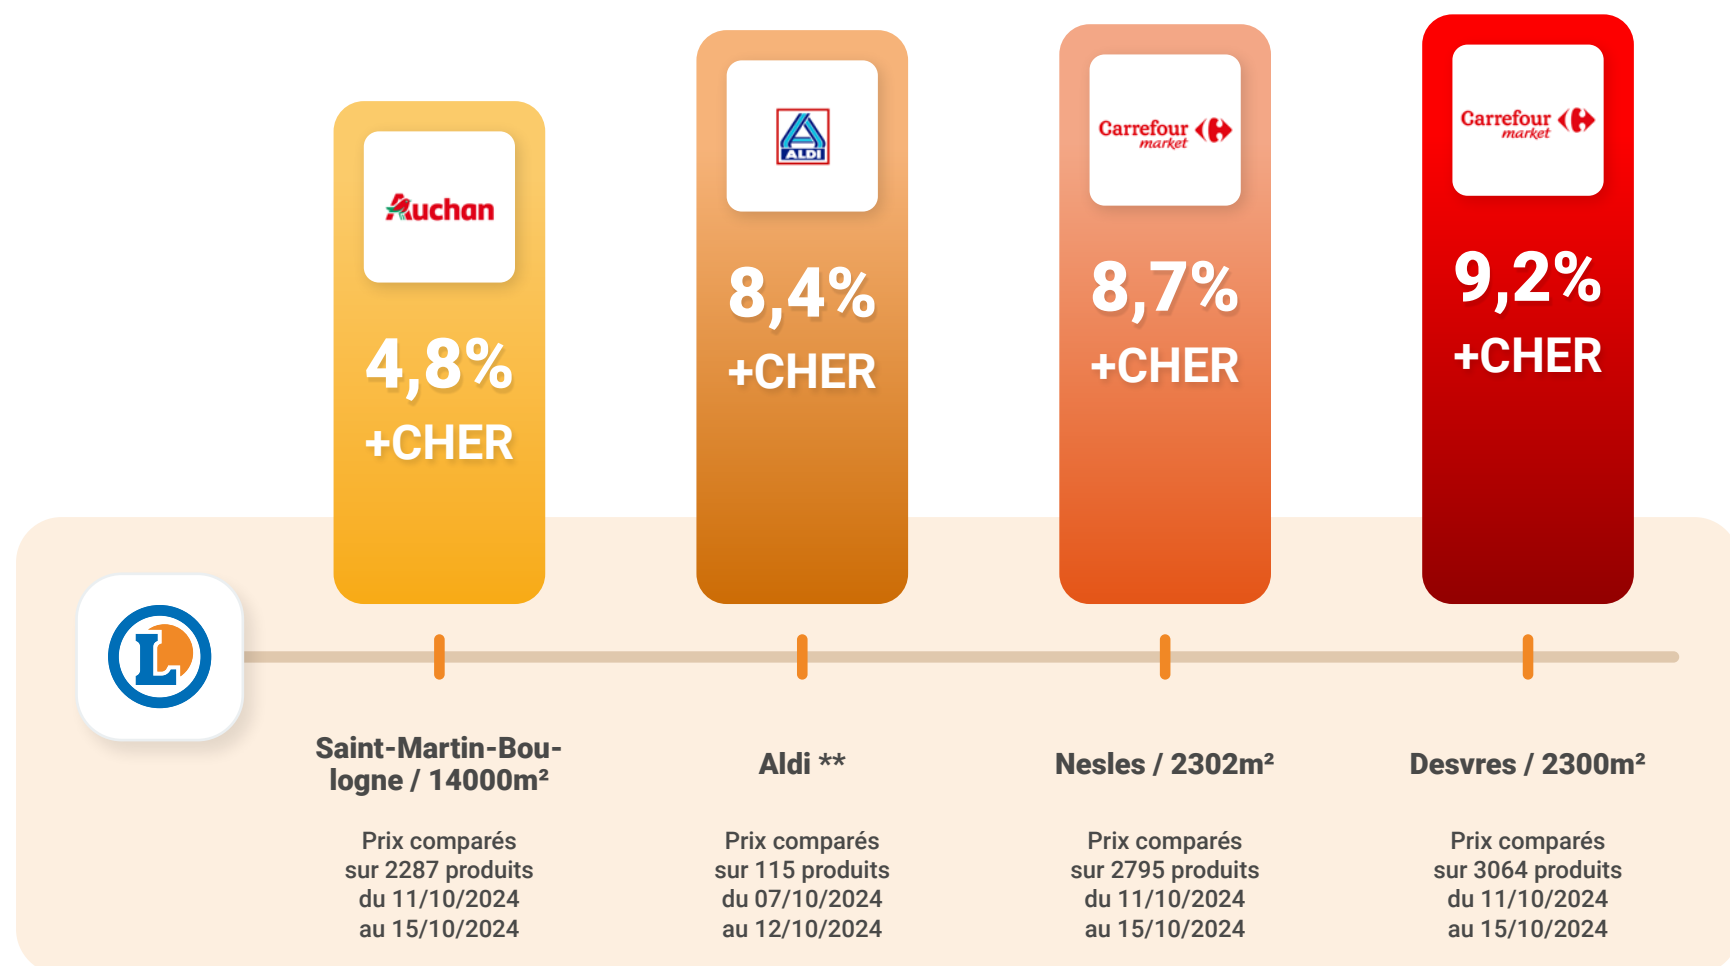 Auchan
4,8%
+CHER
ALDI
8,4%
+CHER
Carrefour
market
8,7%
+CHER
Carrefour
market
9,2%
+CHER
L
Saint-Martin-Bou-
logne / 14000m²
Prix comparés
sur 2287 produits
du 11/10/2024
au 15/10/2024
Aldi **
Prix comparés
sur 115 produits
du 07/10/2024
au 12/10/2024
Nesles / 2302m²
Prix comparés
sur 2795 produits
du 11/10/2024
au 15/10/2024
Desvres / 2300m²
Prix comparés
sur 3064 produits
du 11/10/2024
au 15/10/2024